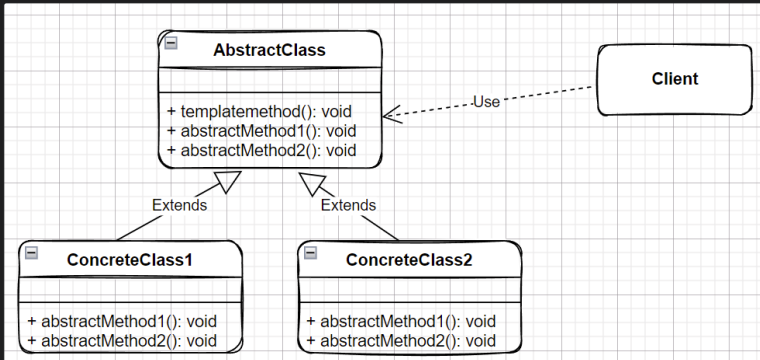 AbstractClass
+ templatemethod(): void
+ abstractMethod1(): void
+ abstractMethod2(): void
Use
Client
Extends
Extends
ConcreteClass1
+ abstractMethod1(): void
+ abstractMethod2(): void
ConcreteClass2
+ abstractMethod1(): void
+ abstractMethod2(): void